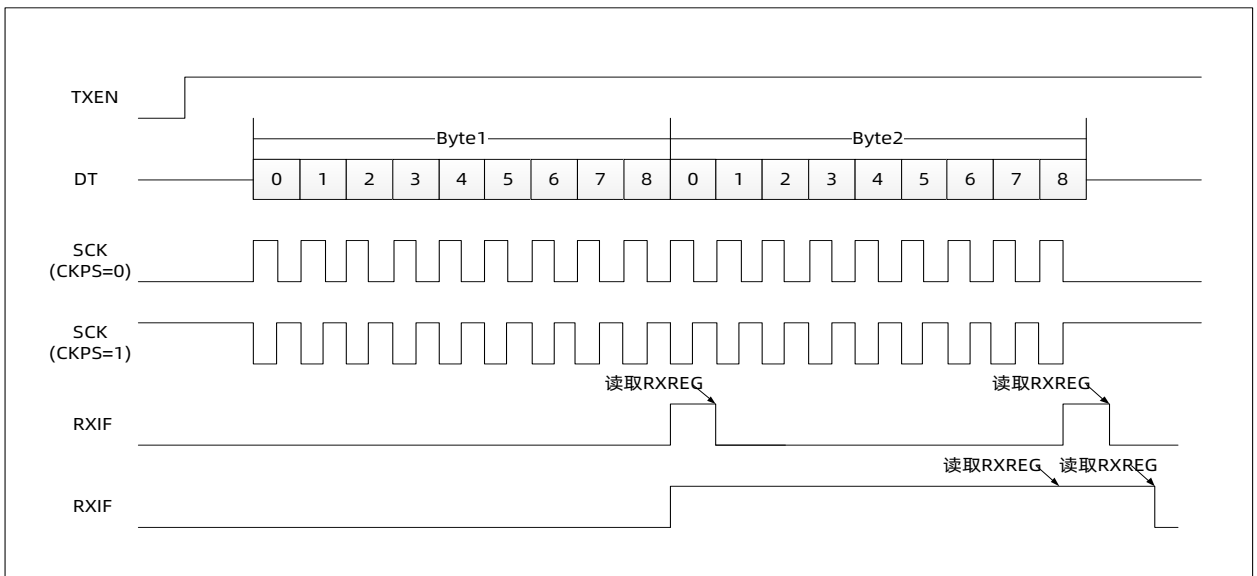 TXEN
Byte1 Byte2
DT 0 1 2 3 4 5 6 7 8 0 1 2 3 4 5 6 7 8
SCK
(CKPS=0)
SCK
(CKPS=1)
读取RXREG 读取RXREG
RXIF
读取RXREG 读取RXREG
RXIF